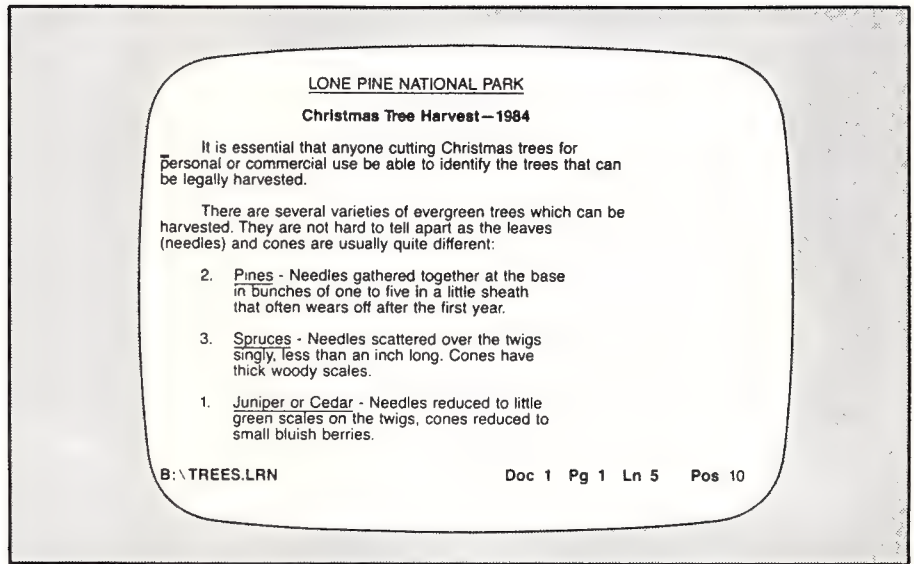 LONE PINE NATIONAL PARK
Christmas Tree Harvest—1984
It is essential that anyone cutting Christmas trees for
personal or commercial use be able to identify the trees that can
be legally harvested.
There are several varieties of evergreen trees which can be
harvested. They are not hard to tell apart as the leaves
(needles) and cones are usually quite different:
2. Pines - Needles gathered together at the base
in bunches of one to five in a little sheath
that often wears off after the first year.
3. Spruces - Needles scattered over the twigs
singly, less than an inch long. Cones have
thick woody scales.
1. Juniper or Cedar - Needles reduced to little
green scales on the twigs, cones reduced to
small bluish berries.
B:\TREES.LRN Doc 1 Pg 1 Ln 5 Pos 10